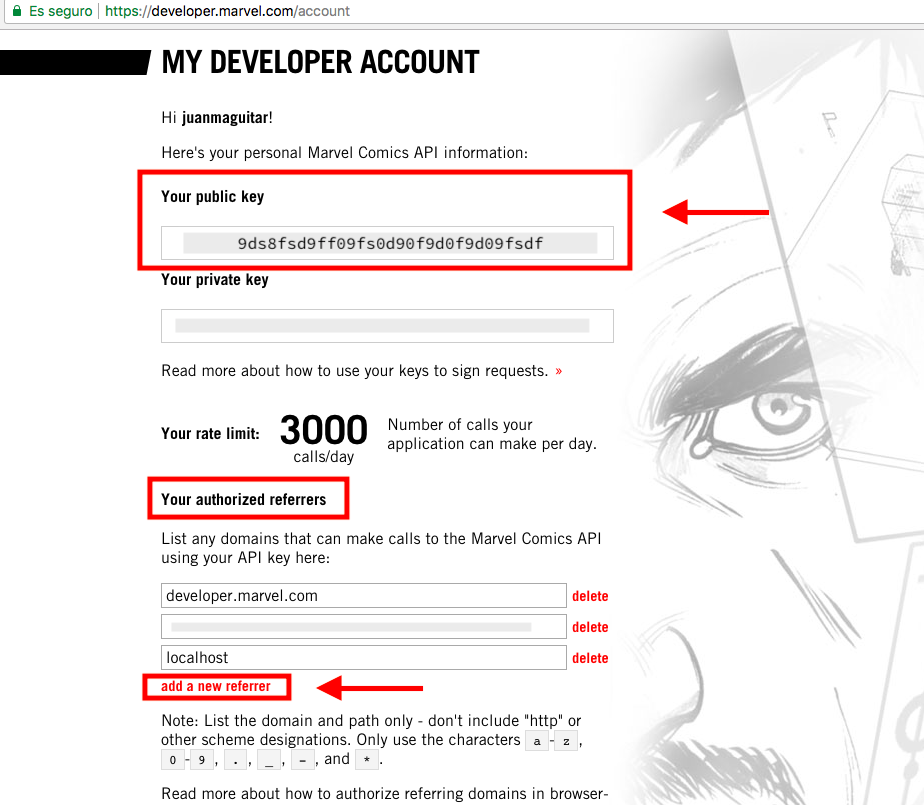 Es seguro | https://developer.marvel.com/account
MY DEVELOPER ACCOUNT
Hi juanmaguitar!
Here's your personal Marvel Comics API information:
Your public key
9ds8fsd9ff09fs0d90f9d0f9d09fsdf
Your private key
Read more about how to use your keys to sign requests. »
Your rate limit:
3000
calls/day
Number of calls your
application can make per day.
Your authorized referrers
List any domains that can make calls to the Marvel Comics API
using your API key here:
developer.marvel.com delete
delete
localhost delete
add a new referrer
Note: List the domain and path only - don't include "http" or
other scheme designations. Only use the characters a-z,
0-9, ., _, -, and *.
Read more about how to authorize referring domains in browser-